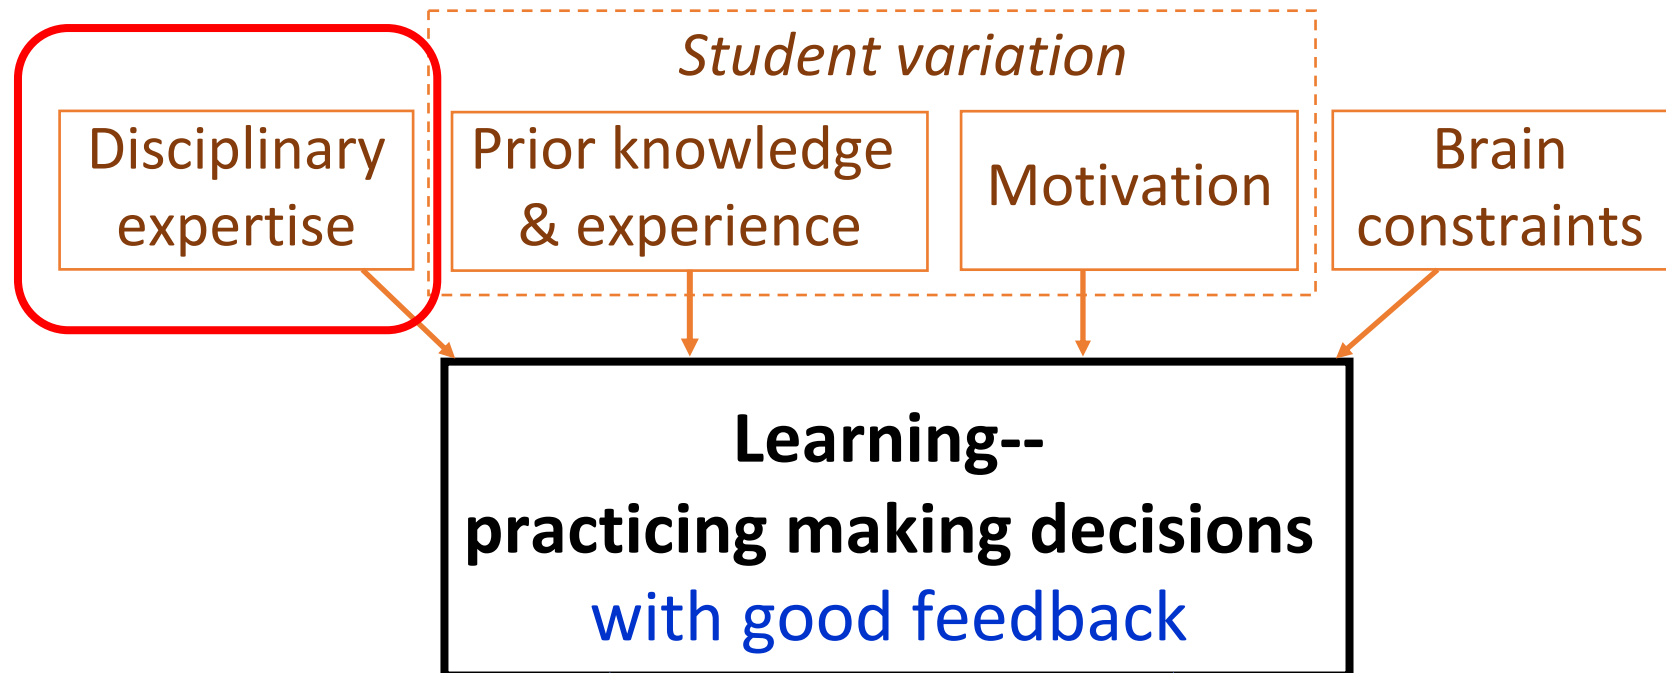 Student variation
Disciplinary
expertise
Prior knowledge
& experience
Motivation
Brain
constraints
Learning--
practicing making decisions
with good feedback